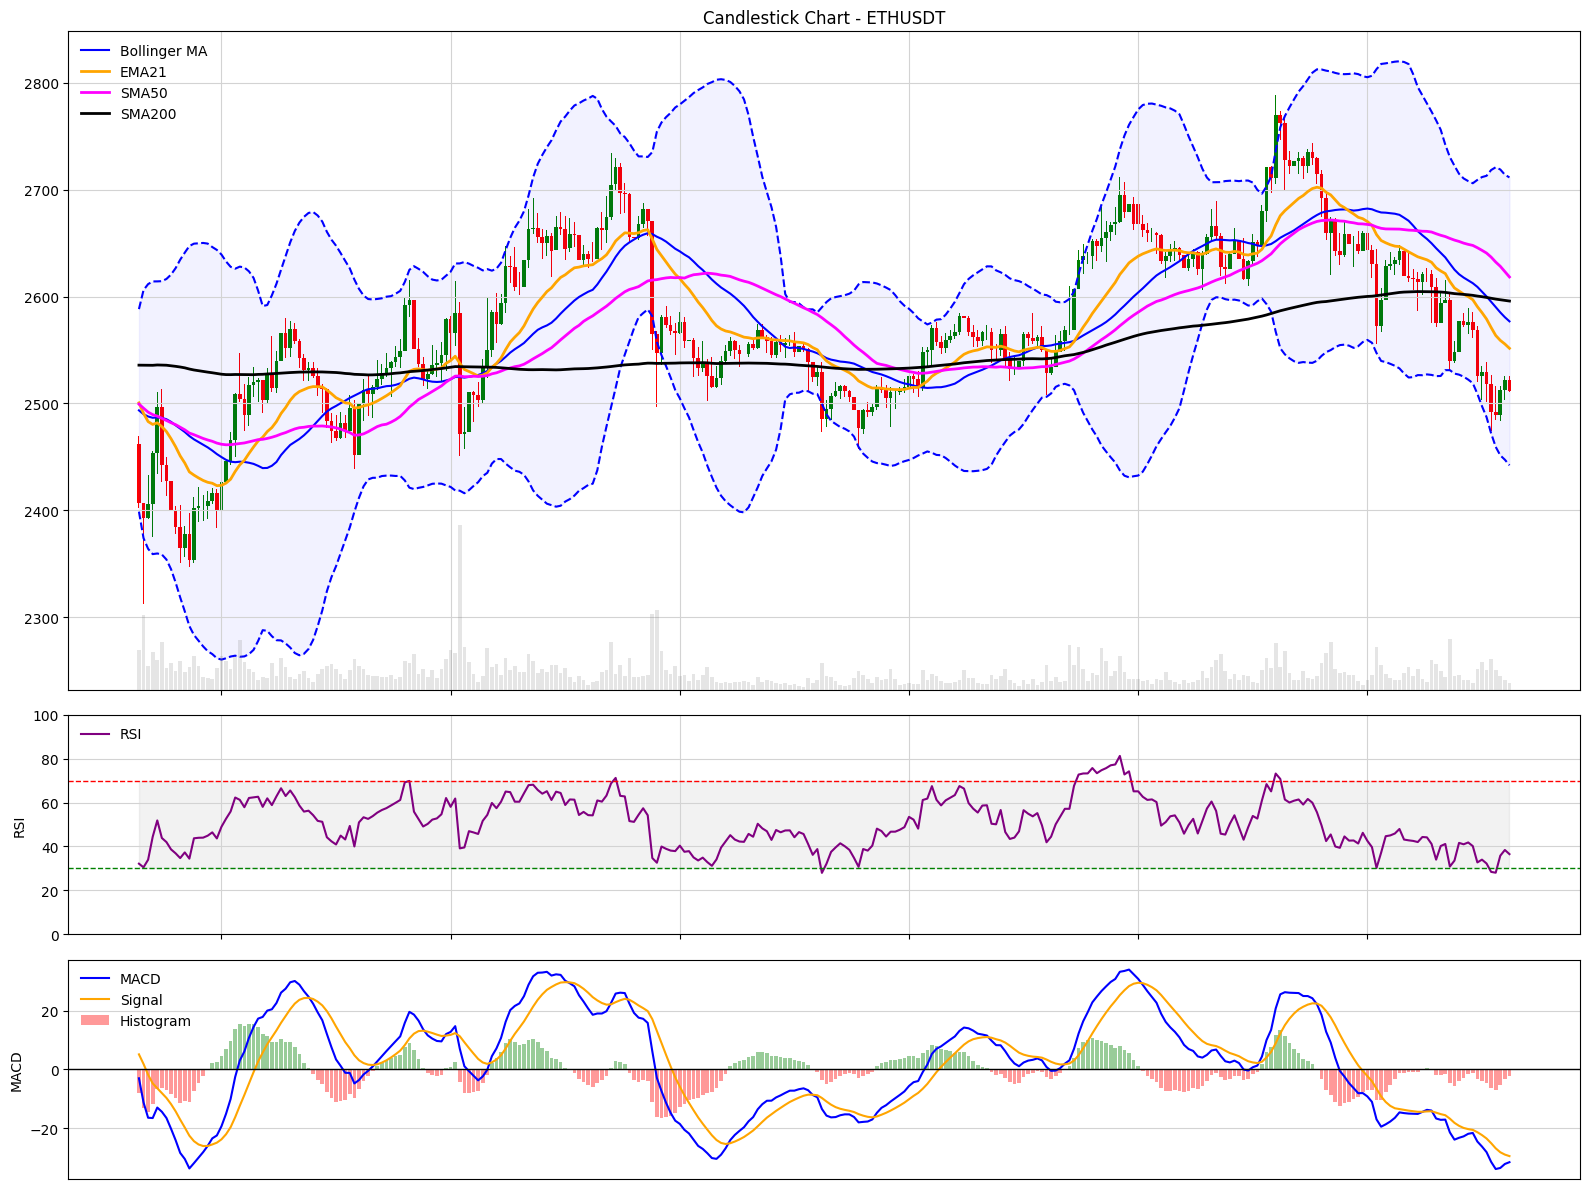 Candlestick Chart - ETHUSDT
Bollinger MA
EMA21
SMA50
SMA200
2800
2700
2600
2500
2400
2300
RSI
100
80
60
40
20
0
RSI
MACD
Signal
Histogram
20
0
−20
MACD